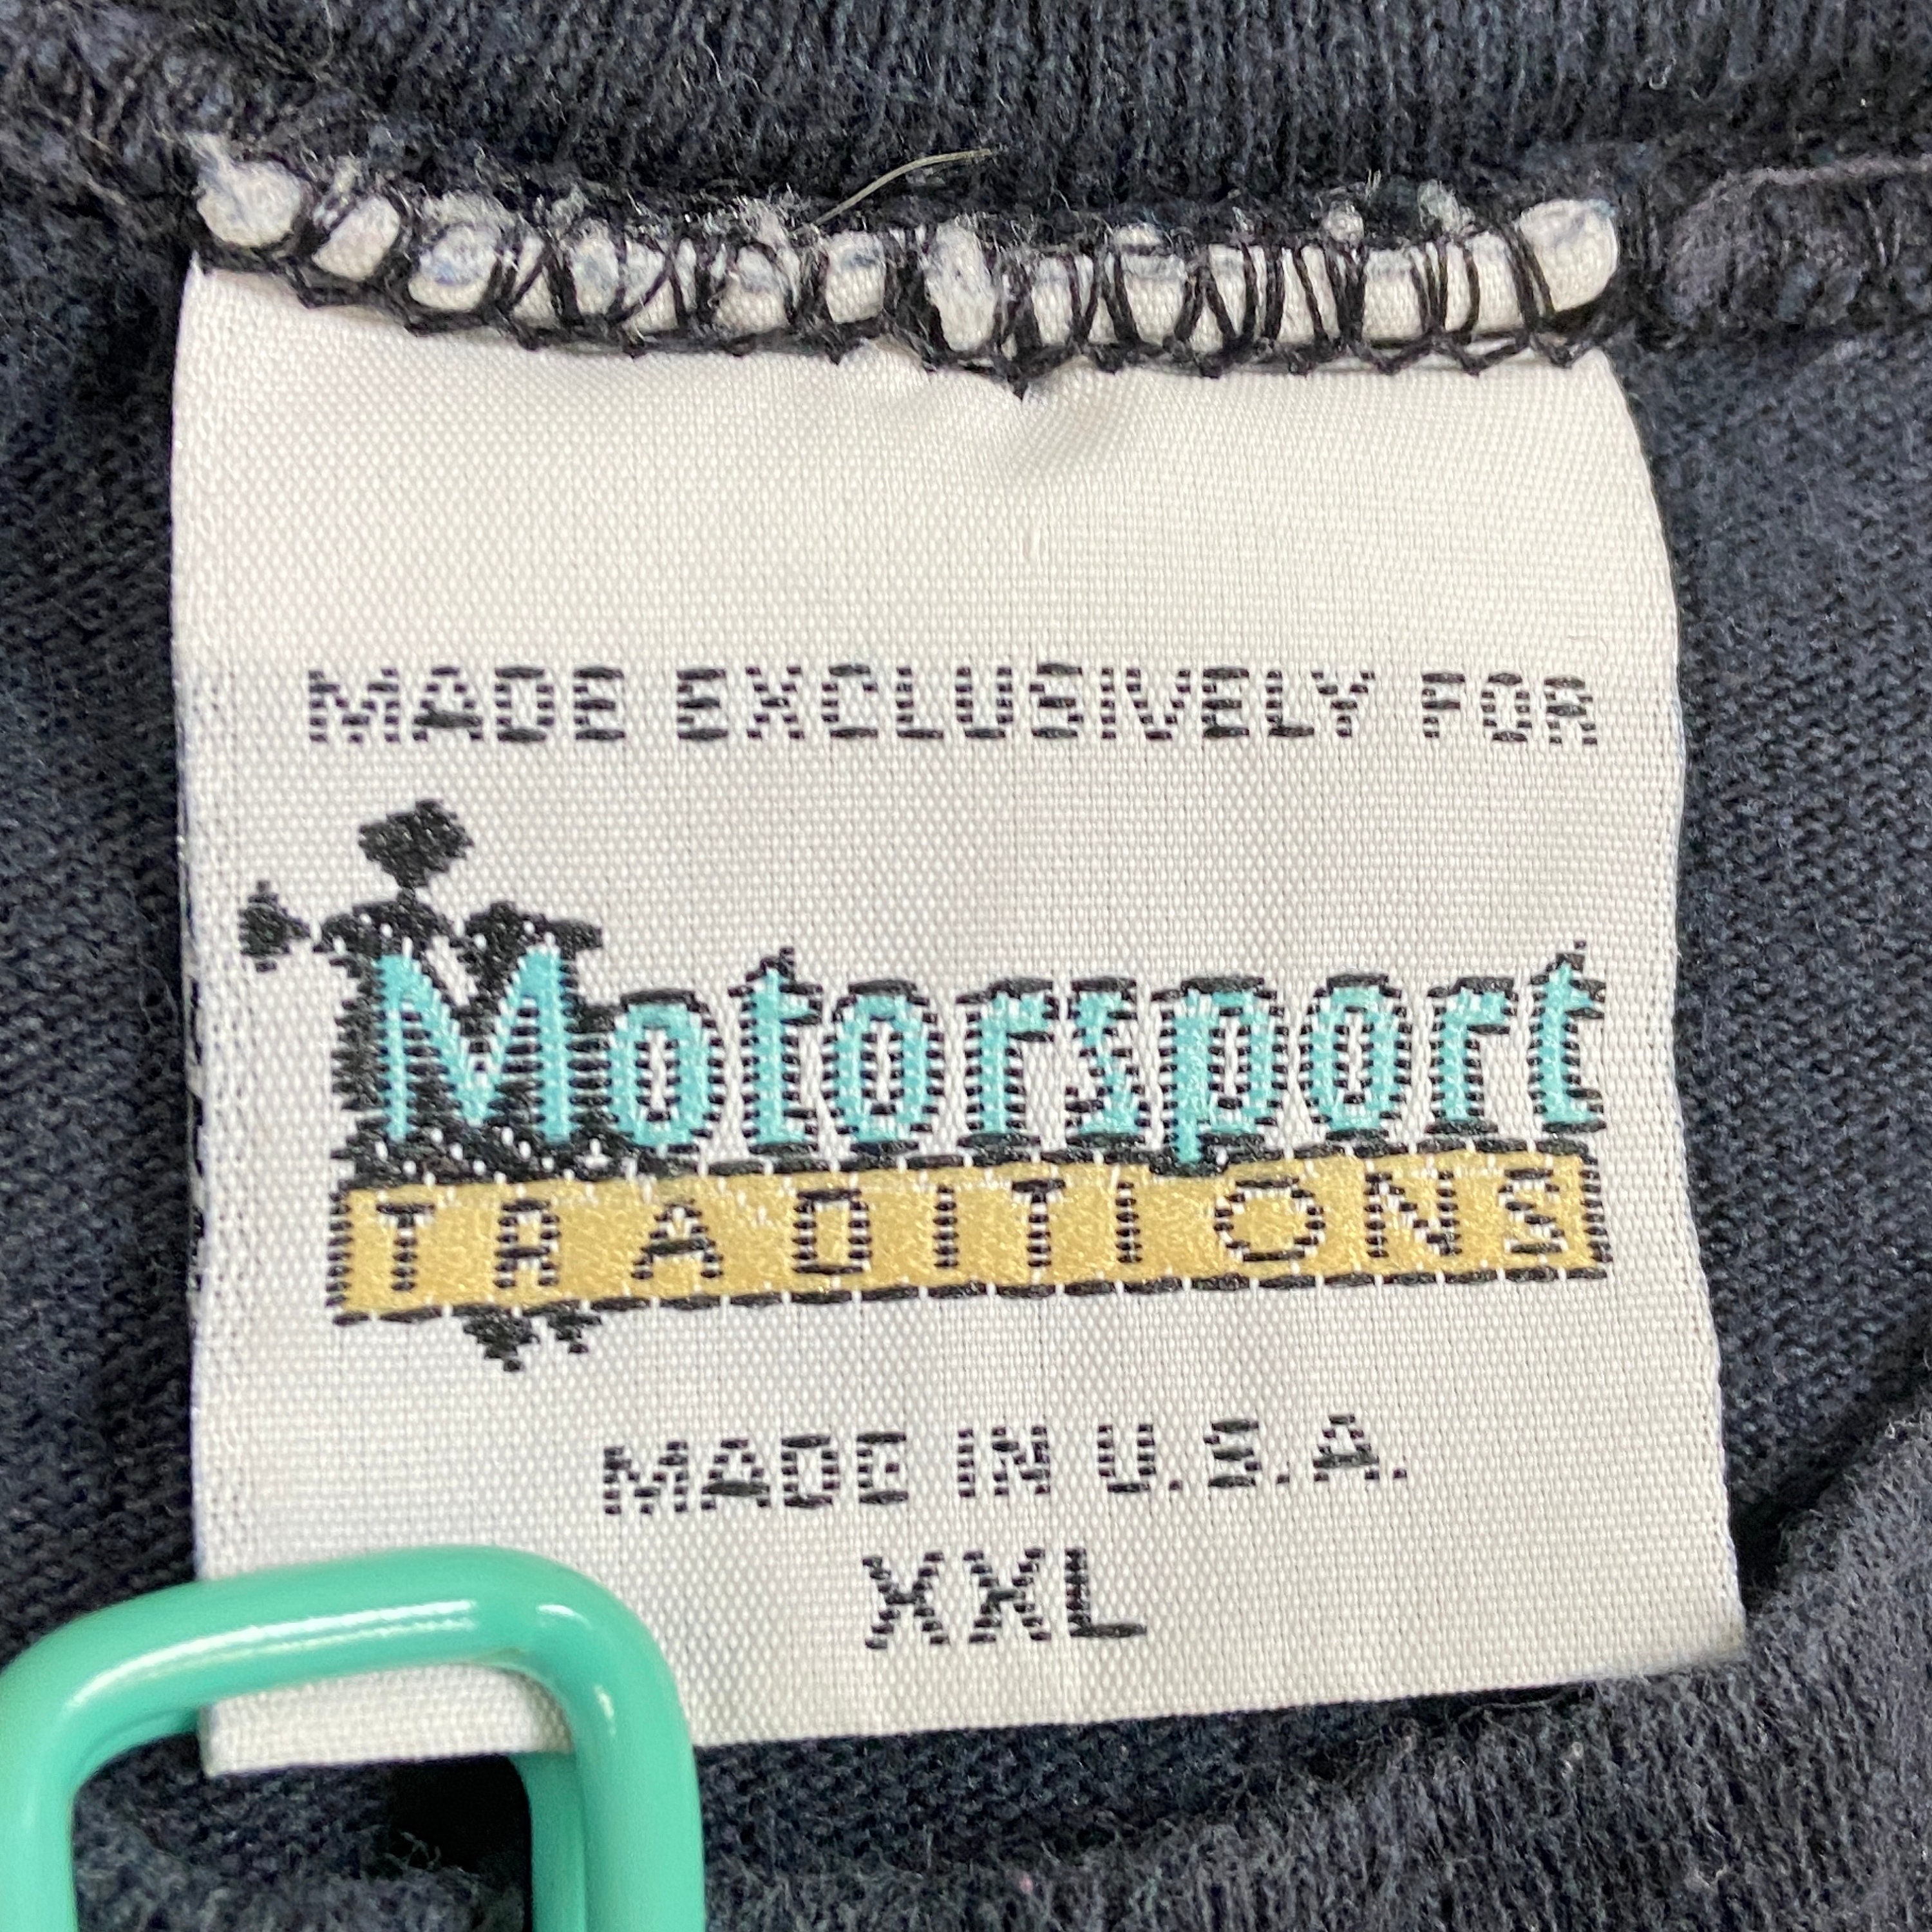 MADE EXCLUSIVELY FOR
Motorsport
TRADITIONS
MADE IN U.S.A.
XXL